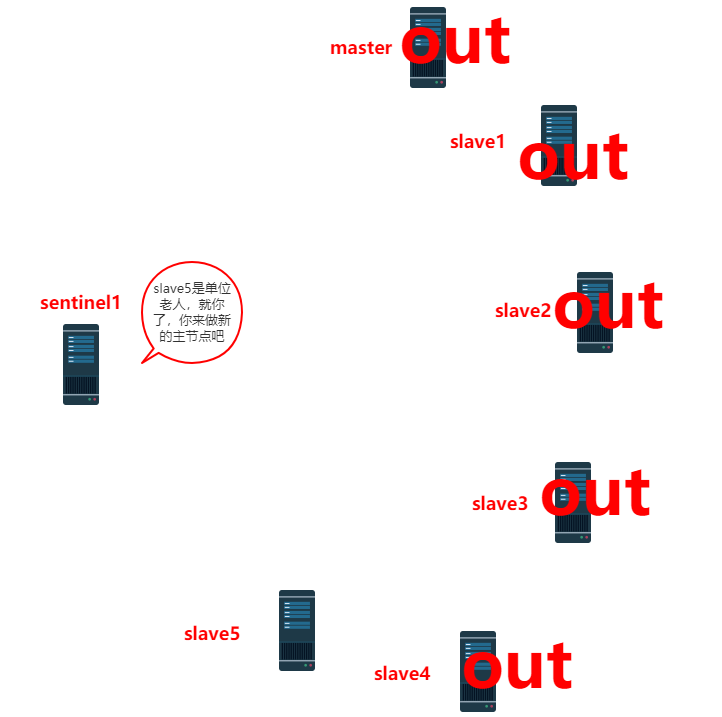 master
out
slave1
out
sentinel1
slave5是单位
老人，就你
了，你来做新
的主节点吧
slave2
out
slave3
out
slave5
slave4
out